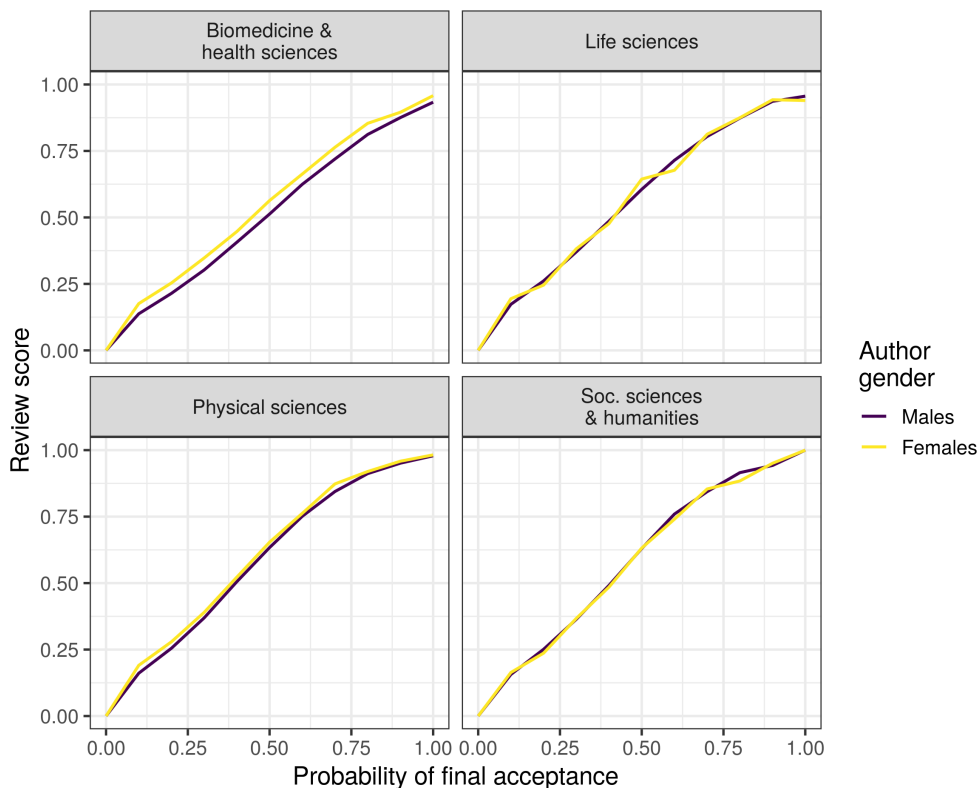 Biomedicine &
health sciences
Life sciences
1.00
0.75
0.50
0.25
0.00
Physical sciences
Soc. sciences
& humanities
1.00
0.75
0.50
0.25
0.00
0.00 0.25 0.50 0.75 1.00
0.00 0.25 0.50 0.75 1.00
Review score
Probability of final acceptance
Author
gender
Males
Females